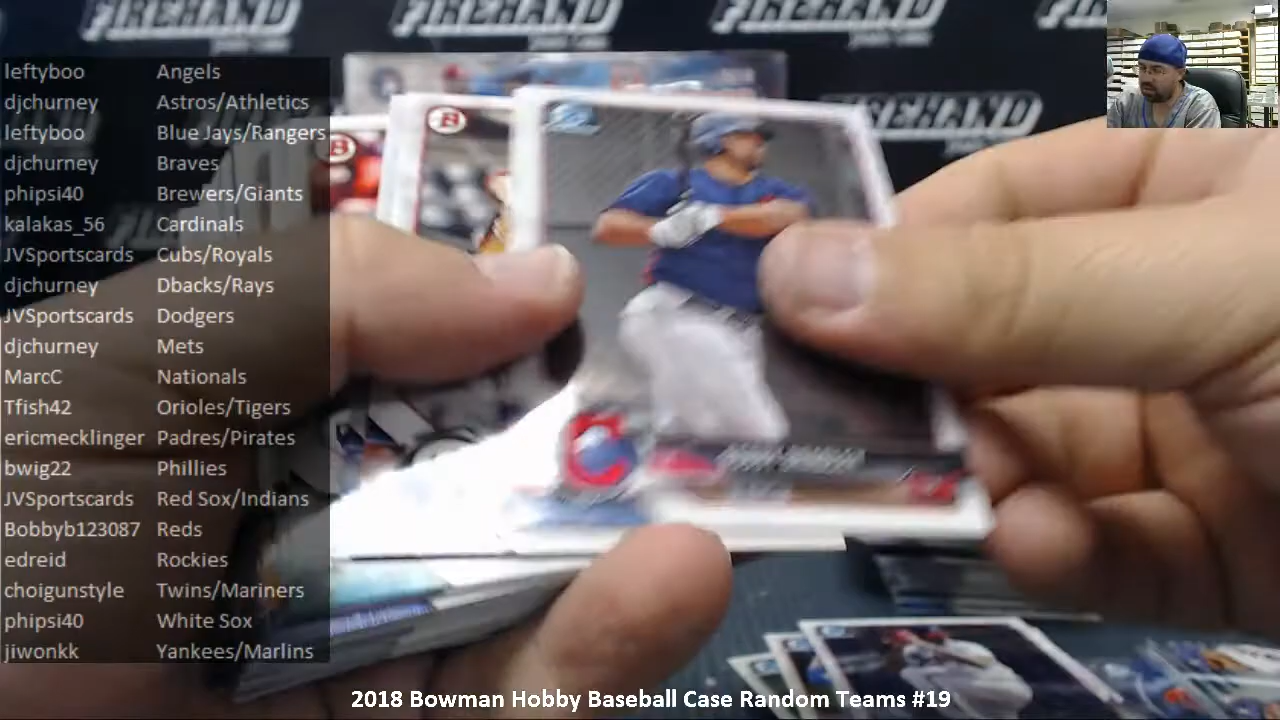 FIREHAND FIREHAND FIREHAND
FIREHAND
leftyboo Angels
djchurney Astros/Athletics
leftyboo Blue Jays/Rangers
djchurney Braves
phipsi40 Brewers/Giants
kalakas_56 Cardinals
JVSportscards Cubs/Royals
djchurney Dbacks/Rays
JVSportscards Dodgers
djchurney Mets
MarcC Nationals
Tfish42 Orioles/Tigers
ericmecklinger Padres/Pirates
bwig22 Phillies
JVSportscards Red Sox/Indians
Bobbyb123087 Reds
edreid Rockies
choigunstyle Twins/Mariners
phipsi40 White Sox
jiwonkk Yankees/Marlins
2018 Bowman Hobby Baseball Case Random Teams #19